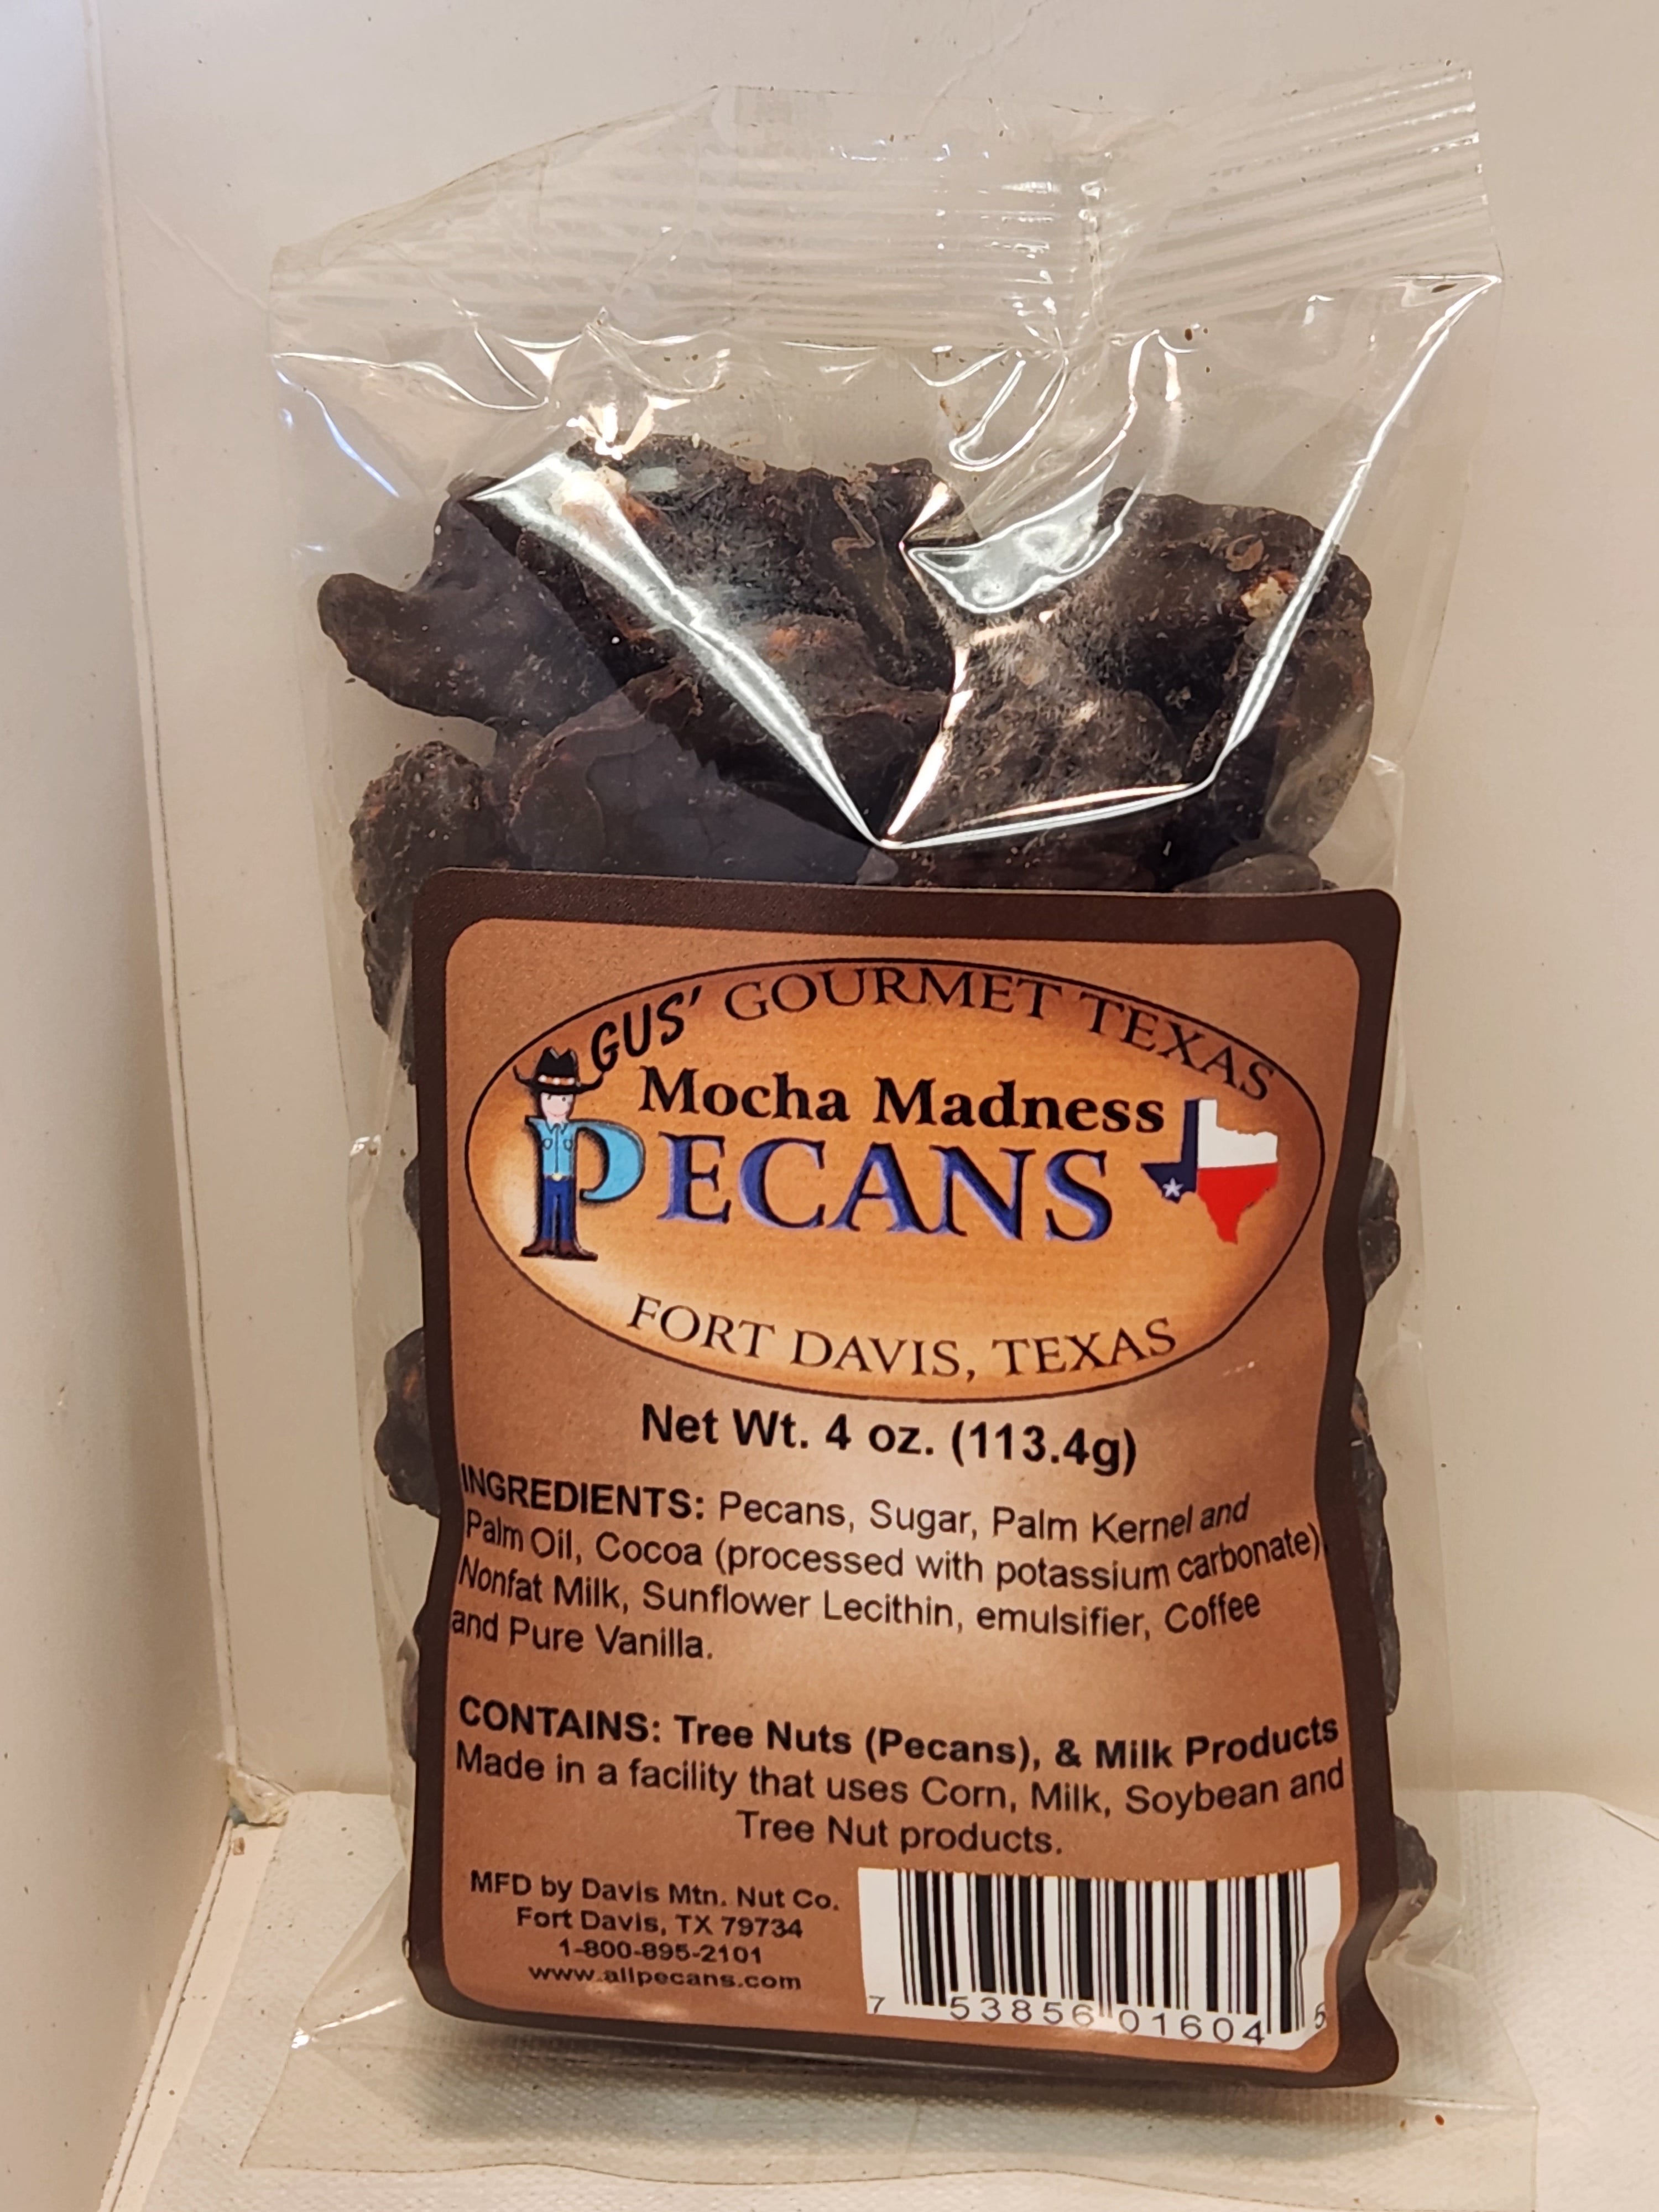 GUS' GOURMET TEXAS
Mocha Madness
PECANS
FORT DAVIS, TEXAS
Net Wt. 4 oz. (113.4g)
INGREDIENTS: Pecans, Sugar, Palm Kernel and
Palm Oil, Cocoa (processed with potassium carbonate),
Nonfat Milk, Sunflower Lecithin, emulsifier, Coffee
and Pure Vanilla.
CONTAINS: Tree Nuts (Pecans), & Milk Products
Made in a facility that uses Corn, Milk, Soybean and
Tree Nut products.
MFD by Davis Mtn. Nut Co.
Fort Davis, TX 79734
1-800-895-2101
www.allpecans.com
7 53856 01604 5